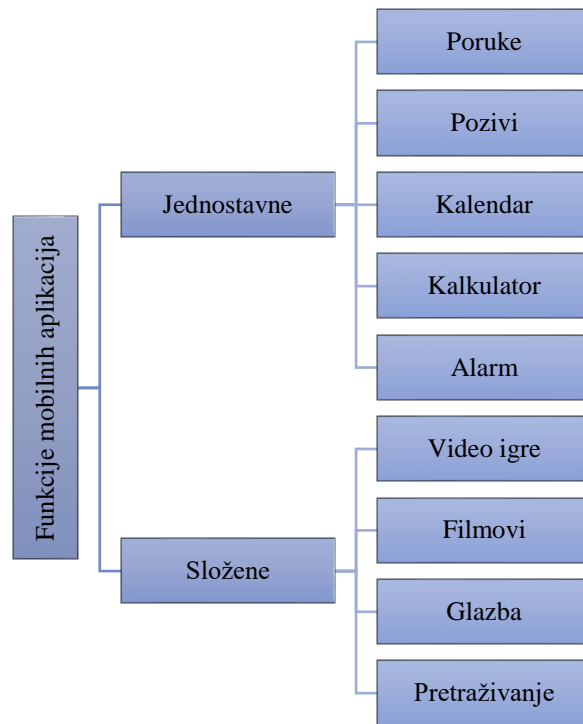 Funkcije mobilnih aplikacija
Jednostavne
Poruke
Pozivi
Kalendar
Kalkulator
Alarm
Složene
Video igre
Filmovi
Glazba
Pretraživanje